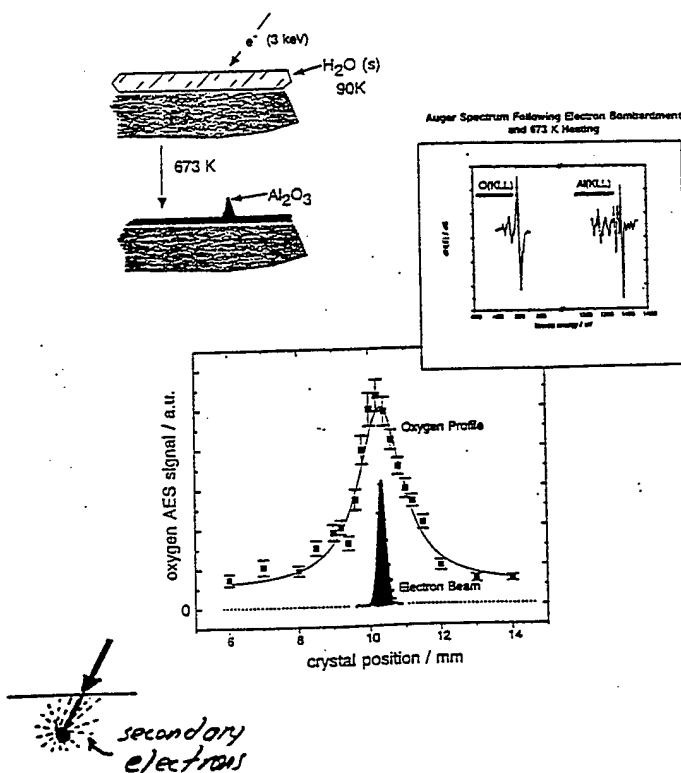 e⁻ (3 keV)
H₂O (s)
90K
673 K
Al₂O₃
Auger Spectrum Following Electron Bombardment
and 673 K Heating
O(KLL)
Al(KLL)
oxygen AES signal / a.u.
Oxygen Profile
Electron Beam
0
6 8 10 12 14
crystal position / mm
secondary
electrons